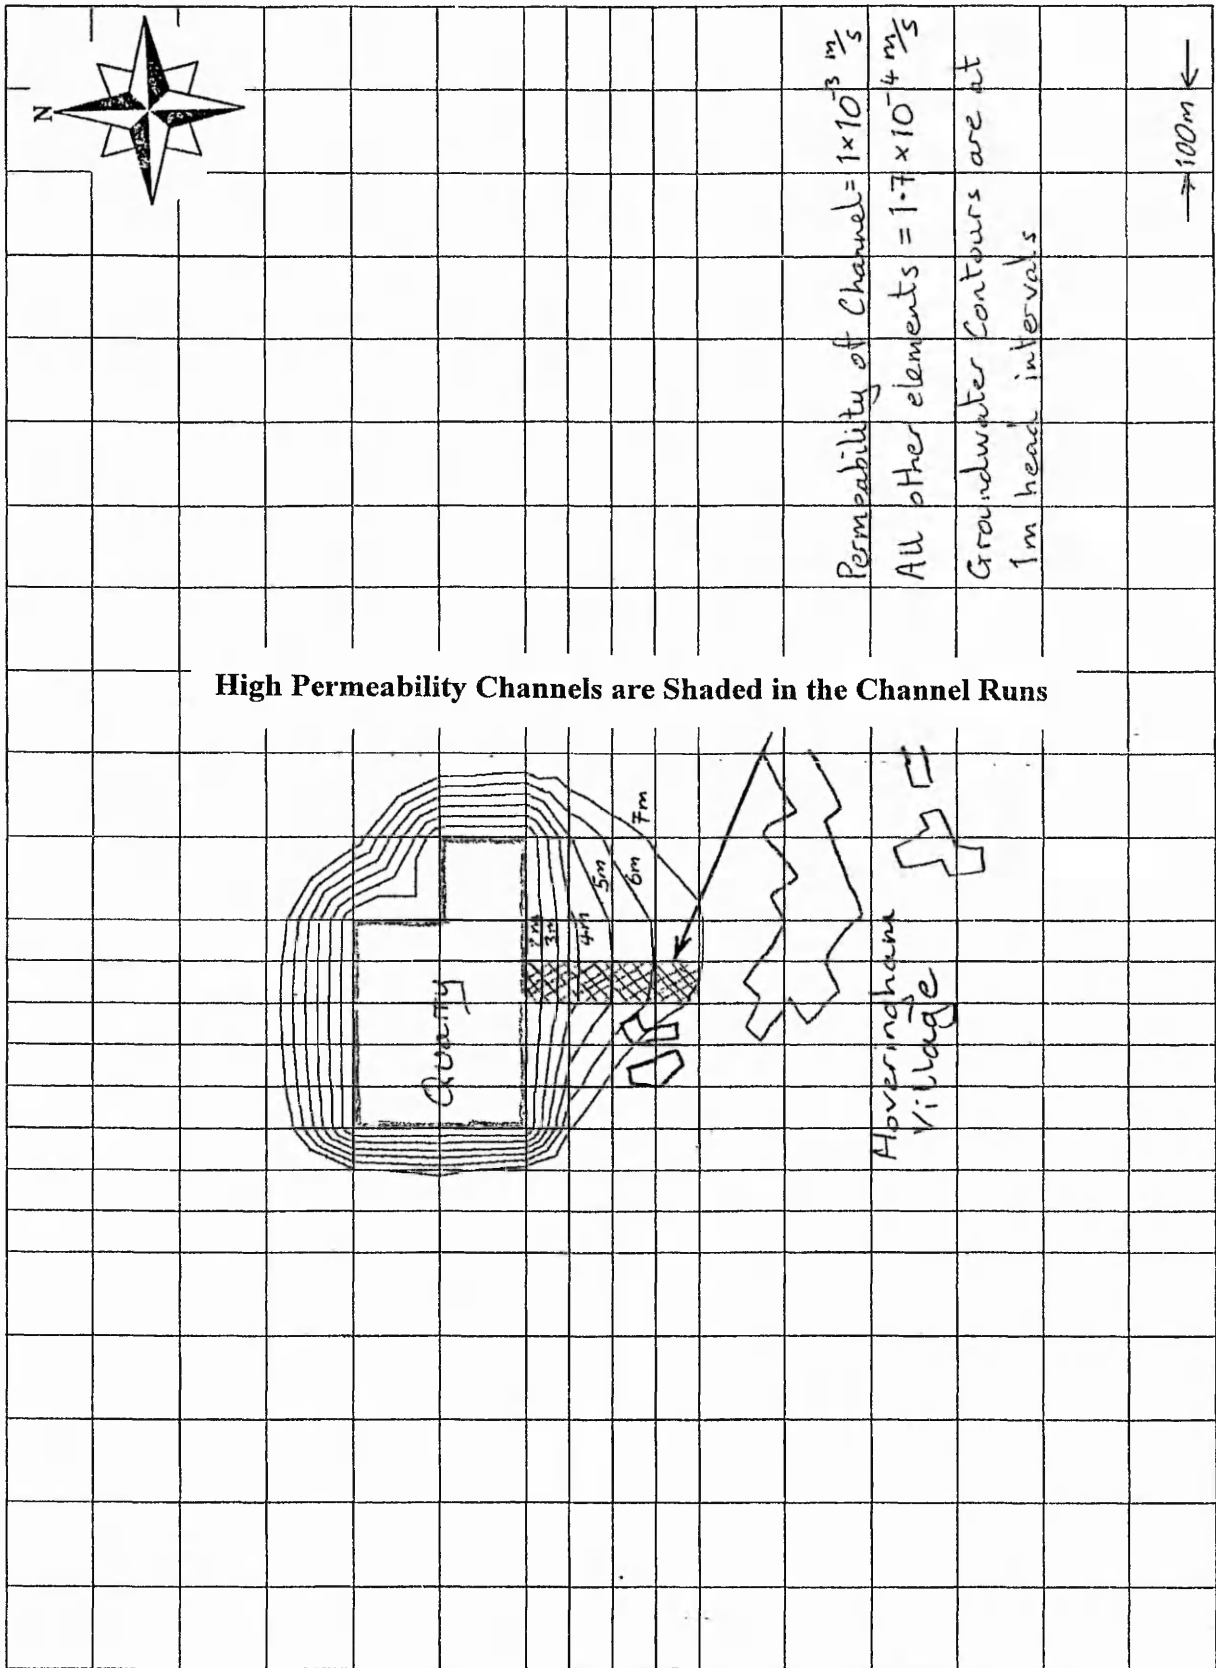 N
Permeability of Channel = 1×10⁻³ m/s
All other elements = 1·7 ×10⁻⁴ m/s
Groundwater Contours are at
1m head intervals
100m
High Permeability Channels are Shaded in the Channel Runs
2m
3m
4m
5m
6m
7m
Quarry
Hoveringham
Village